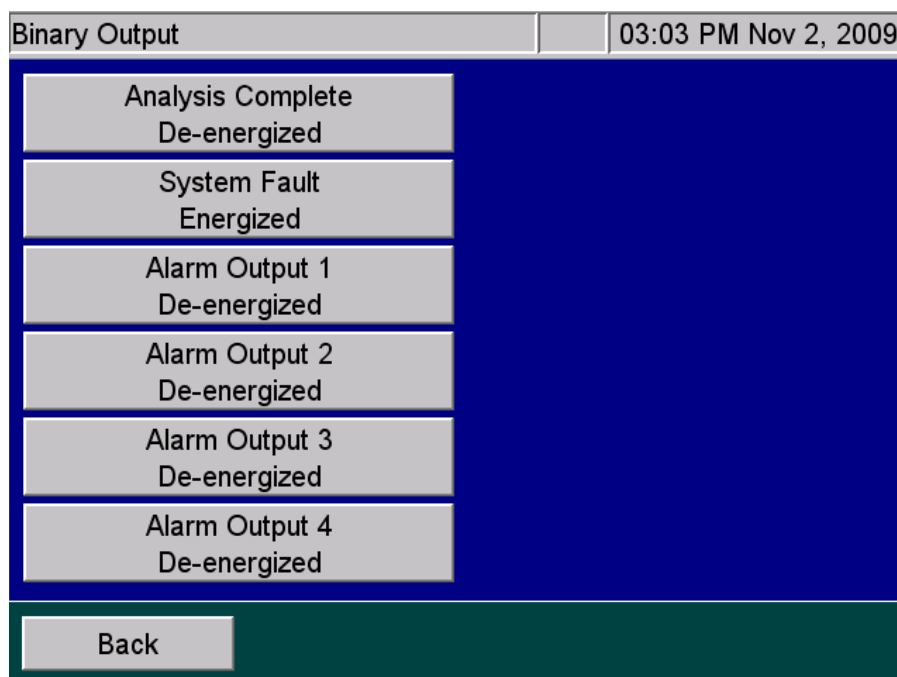 Binary Output
03:03 PM Nov 2, 2009
Analysis Complete
De-energized
System Fault
Energized
Alarm Output 1
De-energized
Alarm Output 2
De-energized
Alarm Output 3
De-energized
Alarm Output 4
De-energized
Back